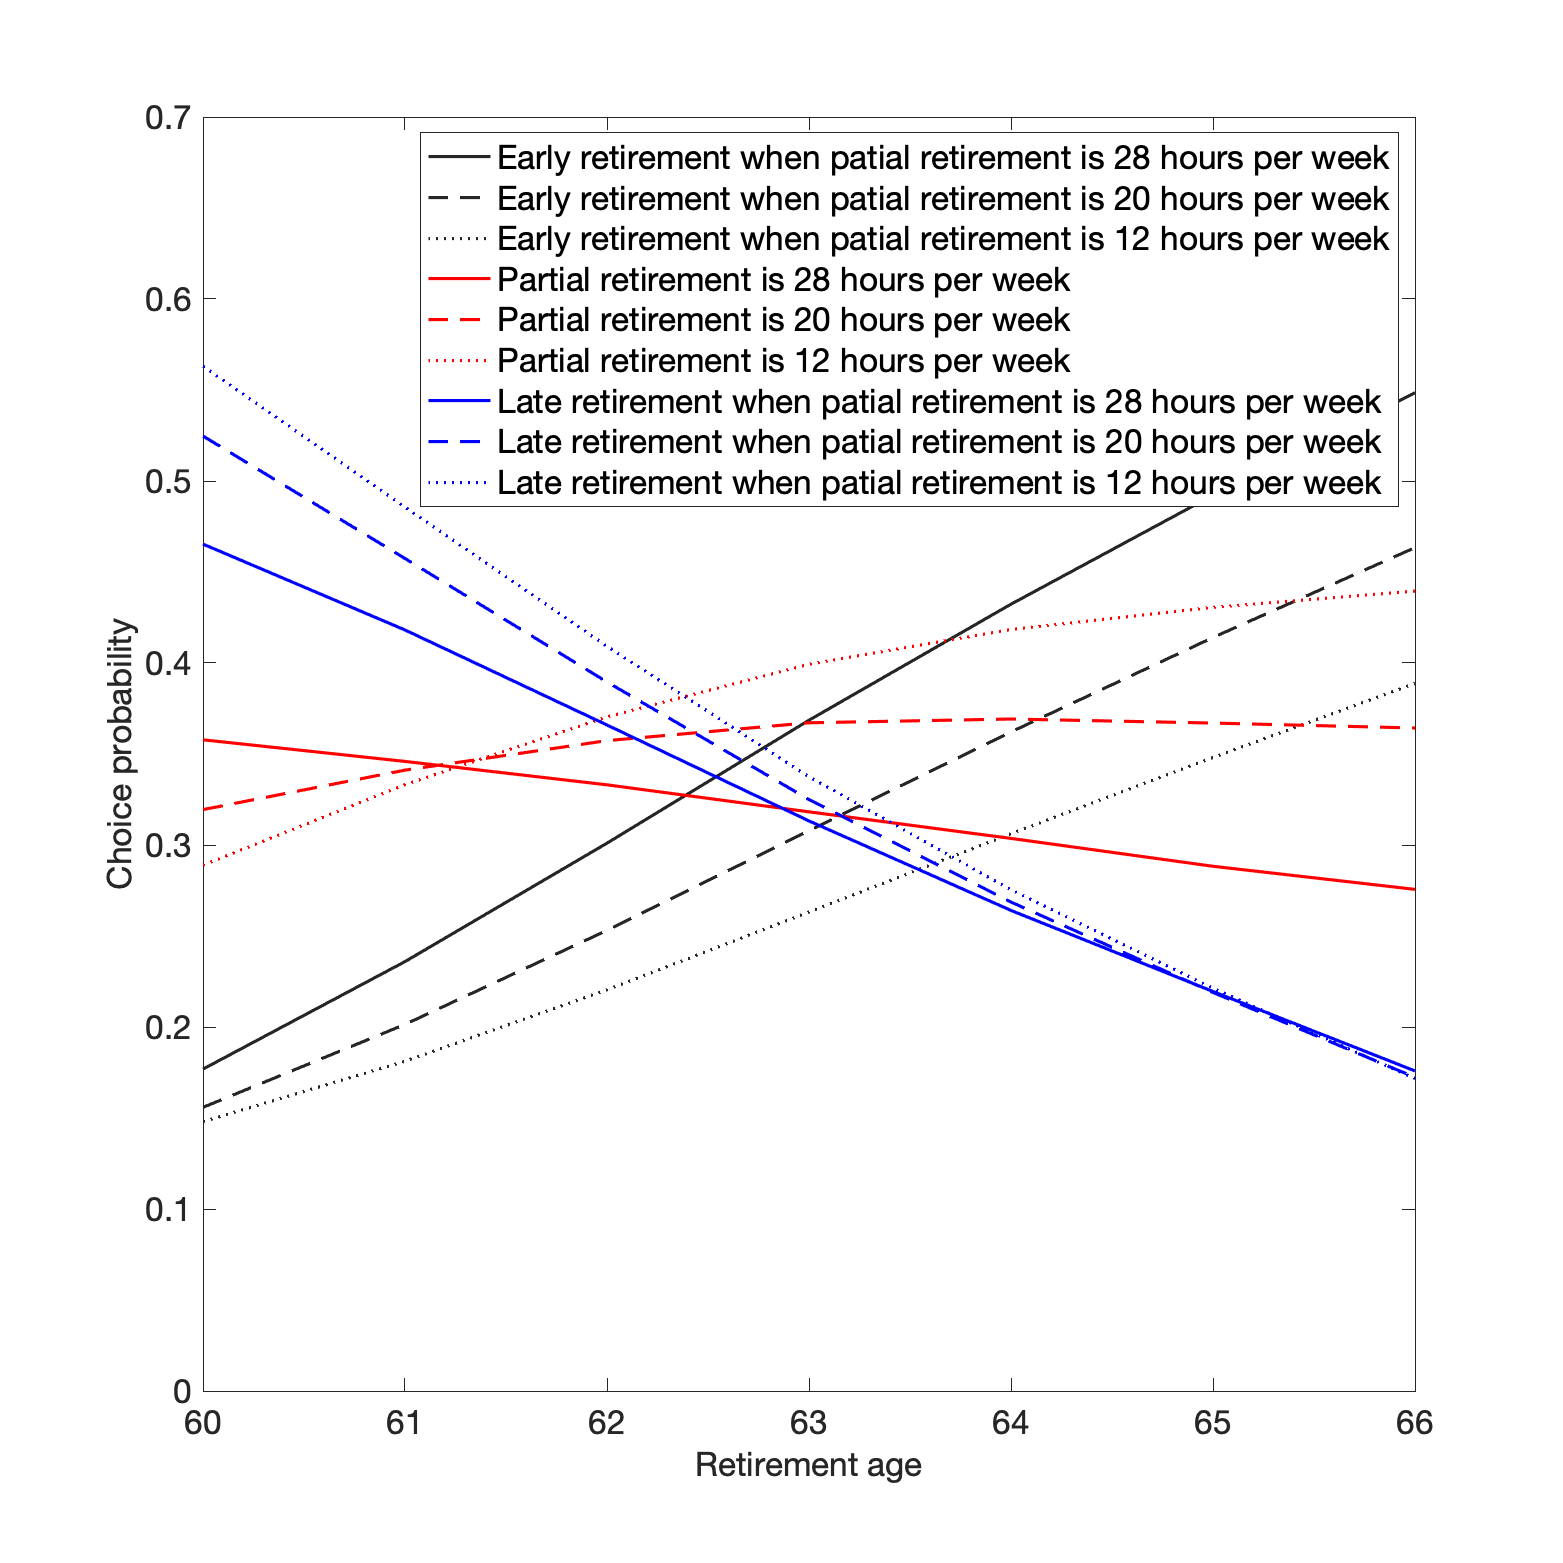 0.7
0.6
0.5
0.4
0.3
0.2
0.1
0
Choice probability
Early retirement when patial retirement is 28 hours per week
Early retirement when patial retirement is 20 hours per week
Early retirement when patial retirement is 12 hours per week
Partial retirement is 28 hours per week
Partial retirement is 20 hours per week
Partial retirement is 12 hours per week
Late retirement when patial retirement is 28 hours per week
Late retirement when patial retirement is 20 hours per week
Late retirement when patial retirement is 12 hours per week
60 61 62 63 64 65 66
Retirement age